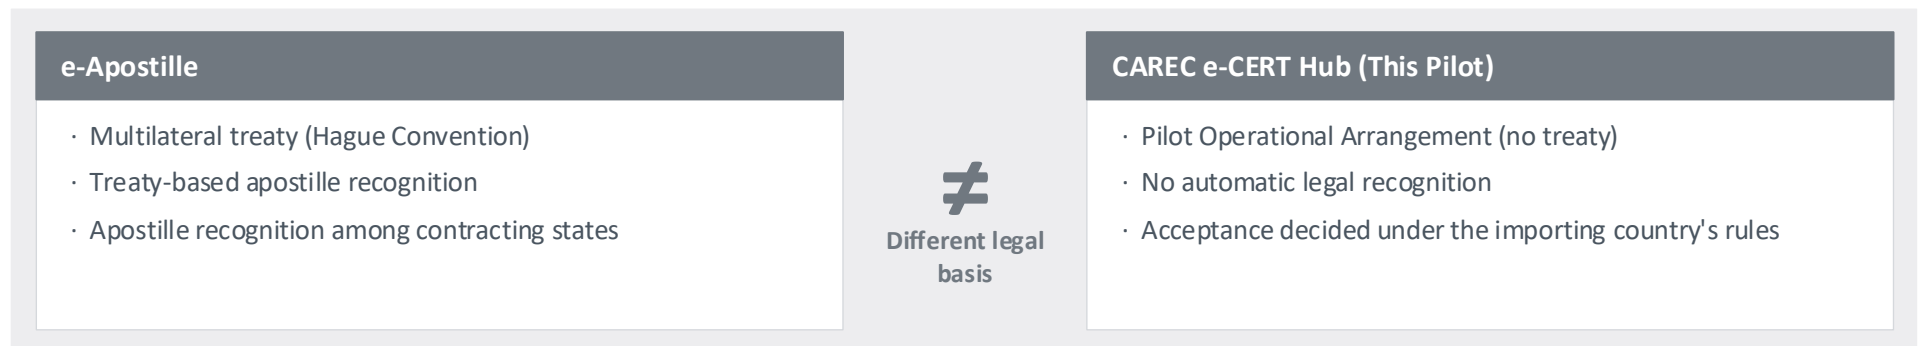 e-Apostille
· Multilateral treaty (Hague Convention)
· Treaty-based apostille recognition
· Apostille recognition among contracting states
≠
Different legal
basis
CAREC e-CERT Hub (This Pilot)
· Pilot Operational Arrangement (no treaty)
· No automatic legal recognition
· Acceptance decided under the importing country's rules